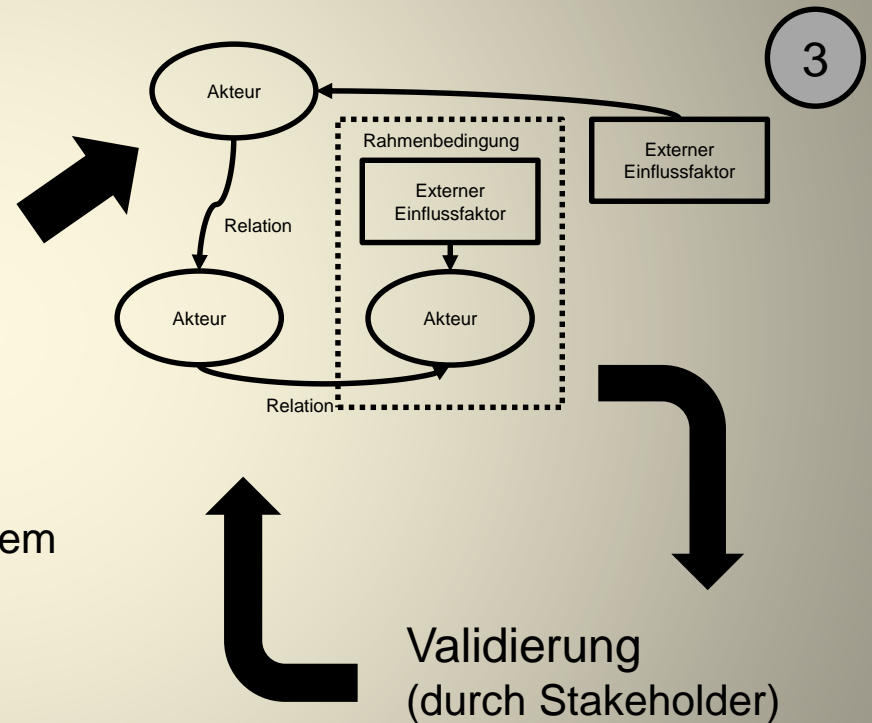 3
Akteur
Rahmenbedingung
Externer
Einflussfaktor
Externer
Einflussfaktor
Relation
Akteur
Akteur
Relation
em
Validierung
(durch Stakeholder)